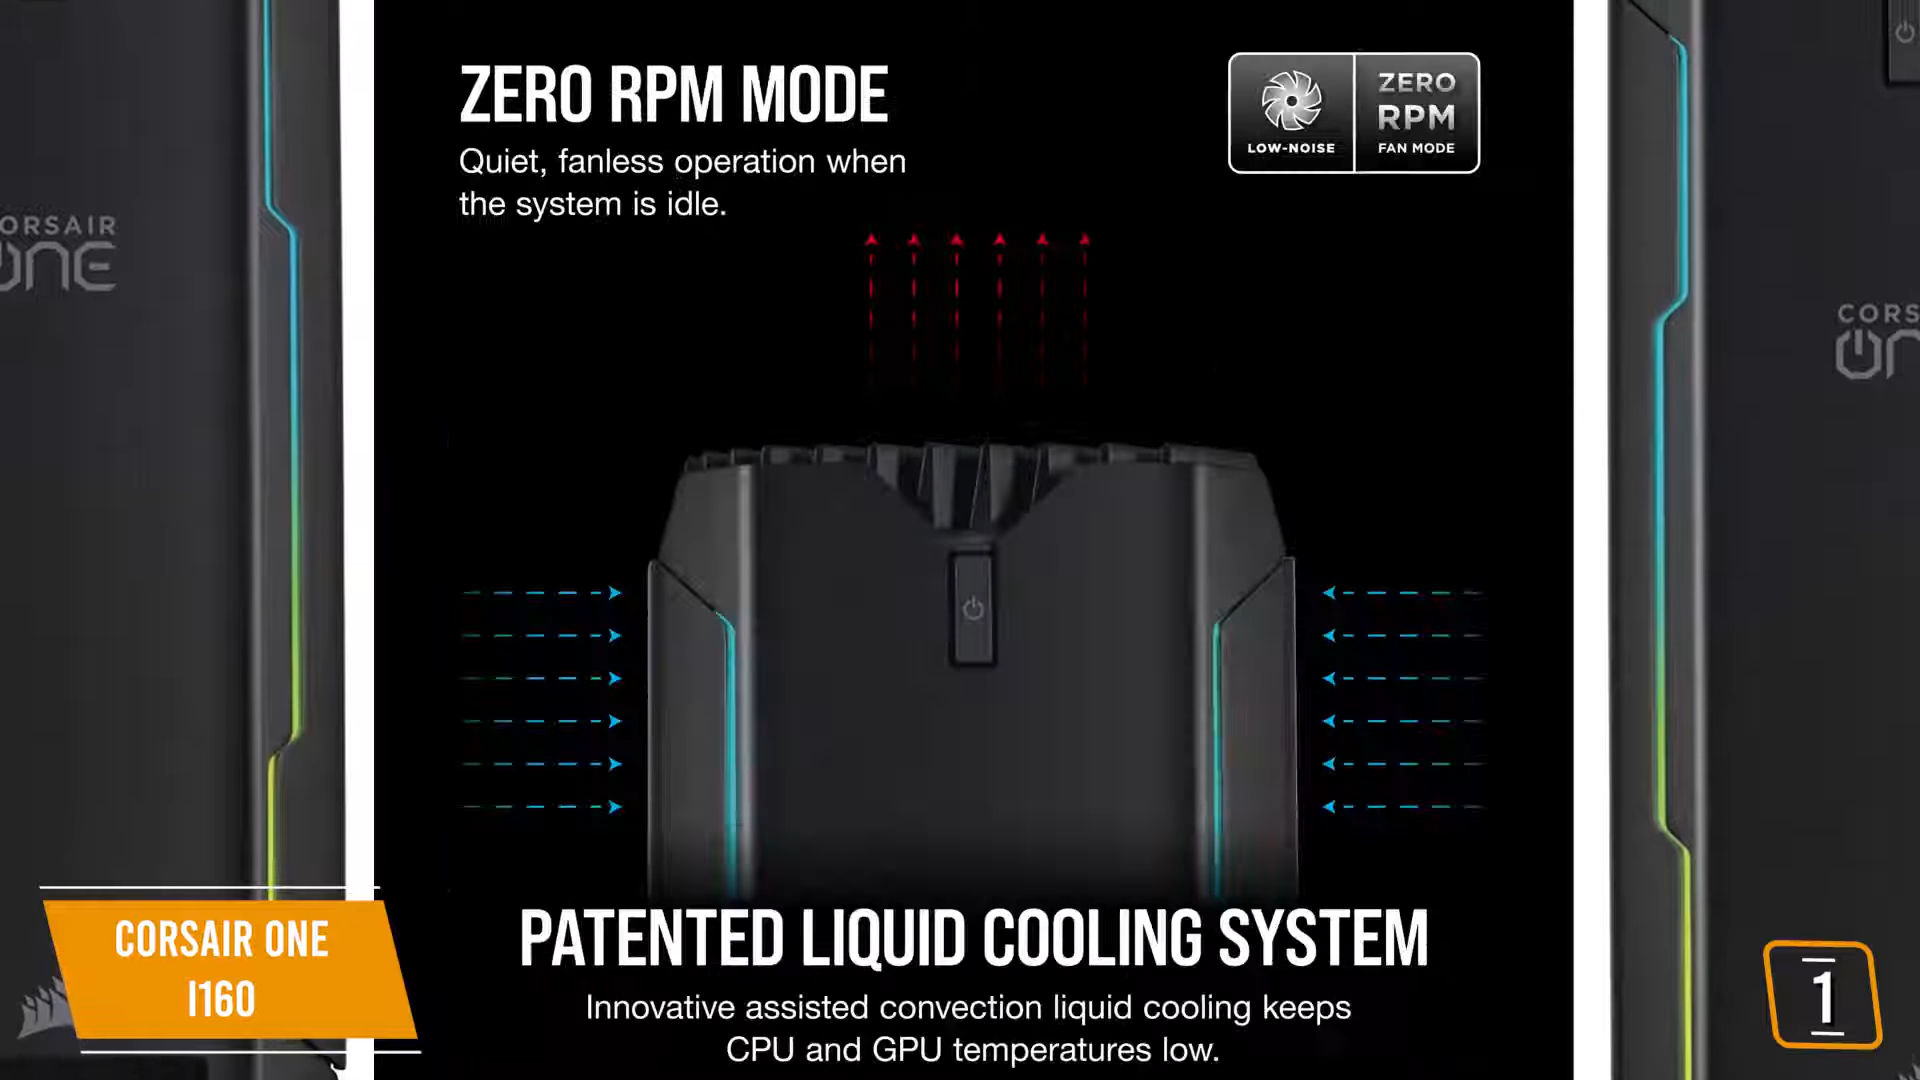 ZERO RPM MODE
Quiet, fanless operation when
the system is idle.
LOW-NOISE
ZERO
RPM
FAN MODE
ORSAIR
ONE
CORS
ON
PATENTED LIQUID COOLING SYSTEM
Innovative assisted convection liquid cooling keeps
CPU and GPU temperatures low.
CORSAIR ONE
I160
1